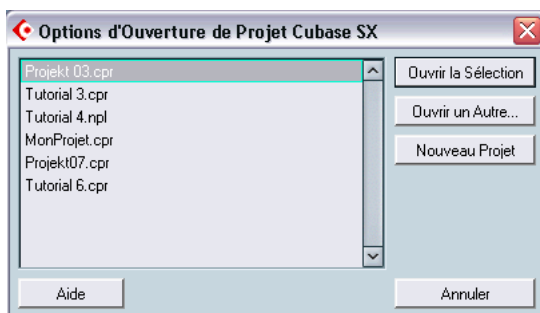 Options d'Ouverture de Projet Cubase SX
Projekt 03.cpr
Tutorial 3.cpr
Tutorial 4.npl
MonProjet.cpr
Projekt07.cpr
Tutorial 6.cpr
Ouvrir la Sélection
Ouvrir un Autre...
Nouveau Projet
Aide
Annuler